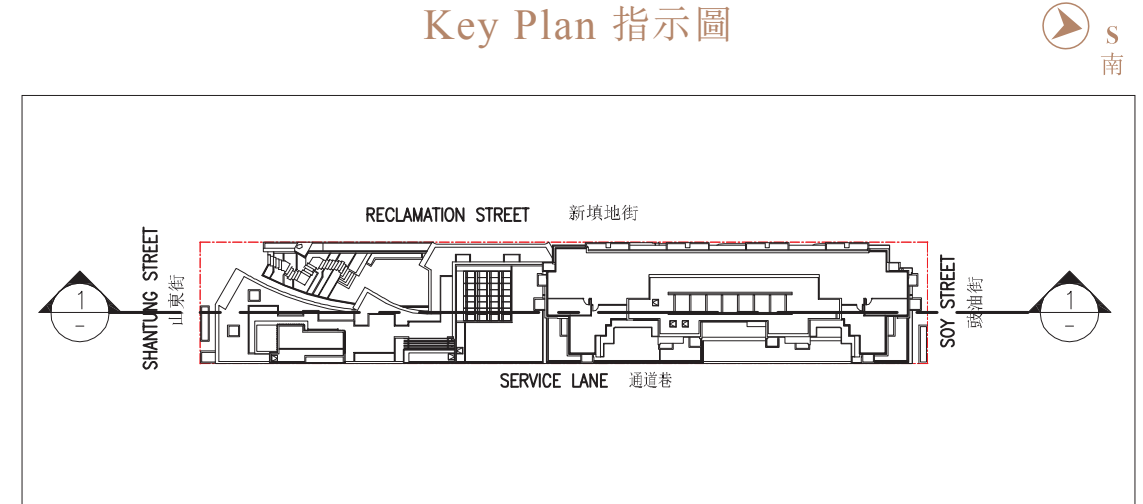 Key Plan 指示圖
S
南
RECLAMATION STREET 新填地街
SHANTUNG STREET
山東街
1
–
SOY STREET
豉油街
1
–
SERVICE LANE 通道巷